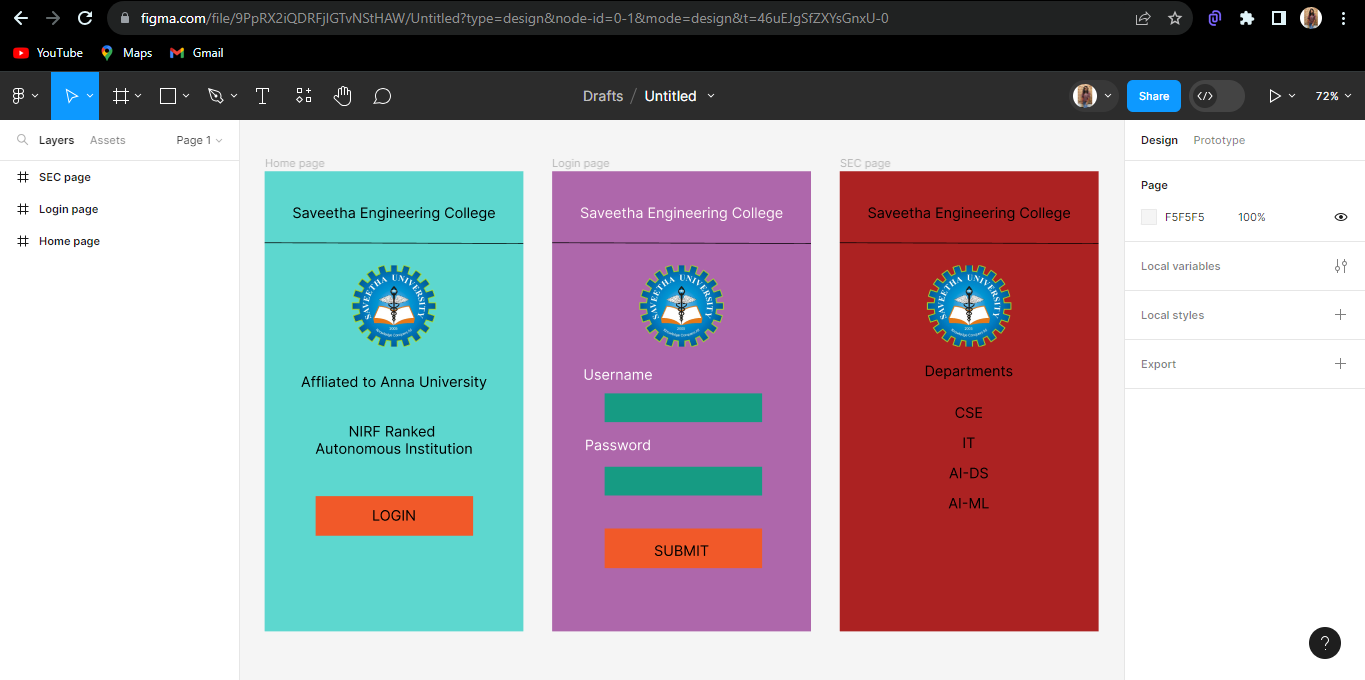 figma.com/file/9PpRX2iQDRFjlGTvNStHAW/Untitled?type=design&node-id=0-1&mode=design&t=46uEJgSfZXYsGnxU-0
YouTube Maps Gmail
Drafts / Untitled
Share
72%
Layers Assets Page 1
SEC page
Login page
Home page
Home page
Saveetha Engineering College
SAVEETHA UNIVERSITY
Affliated to Anna University
NIRF Ranked
Autonomous Institution
LOGIN
Login page
Saveetha Engineering College
SAVEETHA UNIVERSITY
Username
Password
SUBMIT
SEC page
Saveetha Engineering College
SAVEETHA UNIVERSITY
Departments
CSE
IT
AI-DS
AI-ML
Design Prototype
Page
F5F5F5 100%
Local variables
Local styles
Export
?